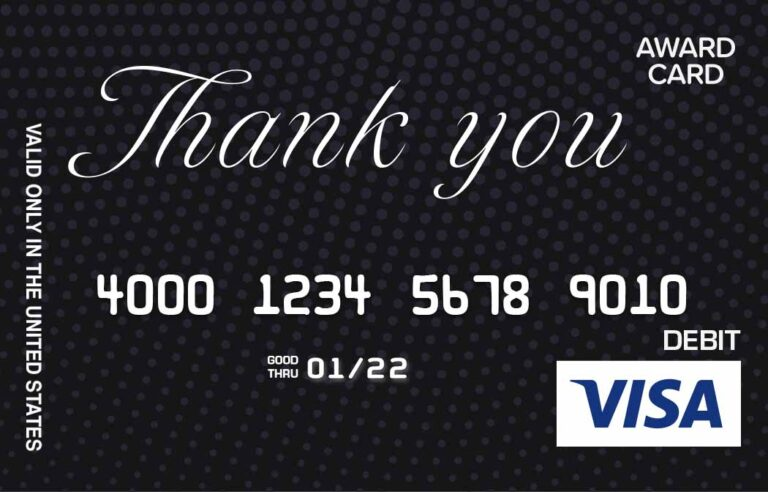 AWARD
CARD
Thank you
VALID ONLY IN THE UNITED STATES
4000 1234 5678 9010
GOOD
THRU 01/22
DEBIT
VISA